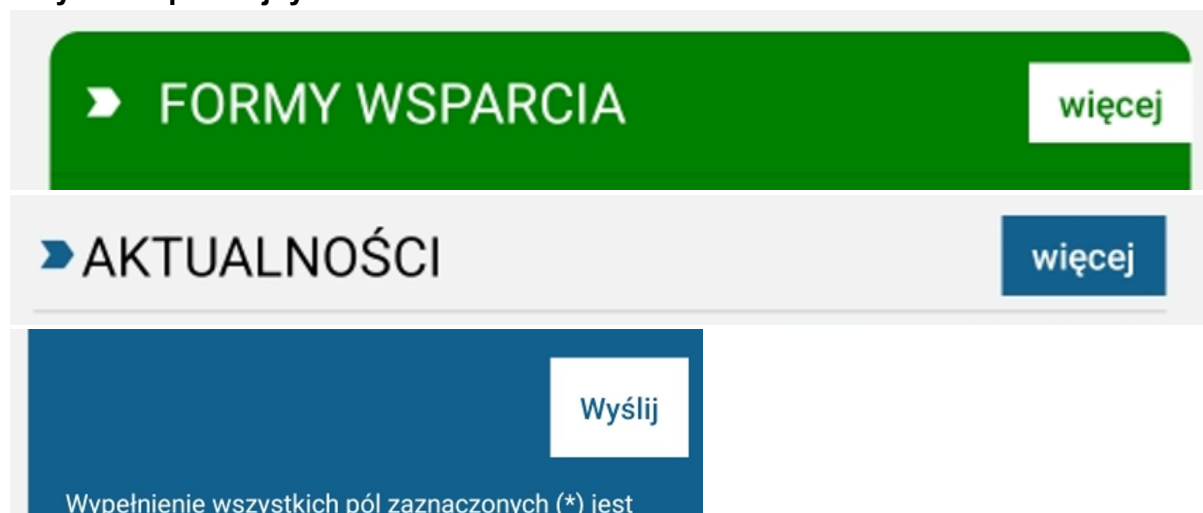 FORMY WSPARCIA więcej
AKTUALNOŚCI więcej
Wyślij
Wypełnienie wszystkich pól zaznaczonych (*) jest